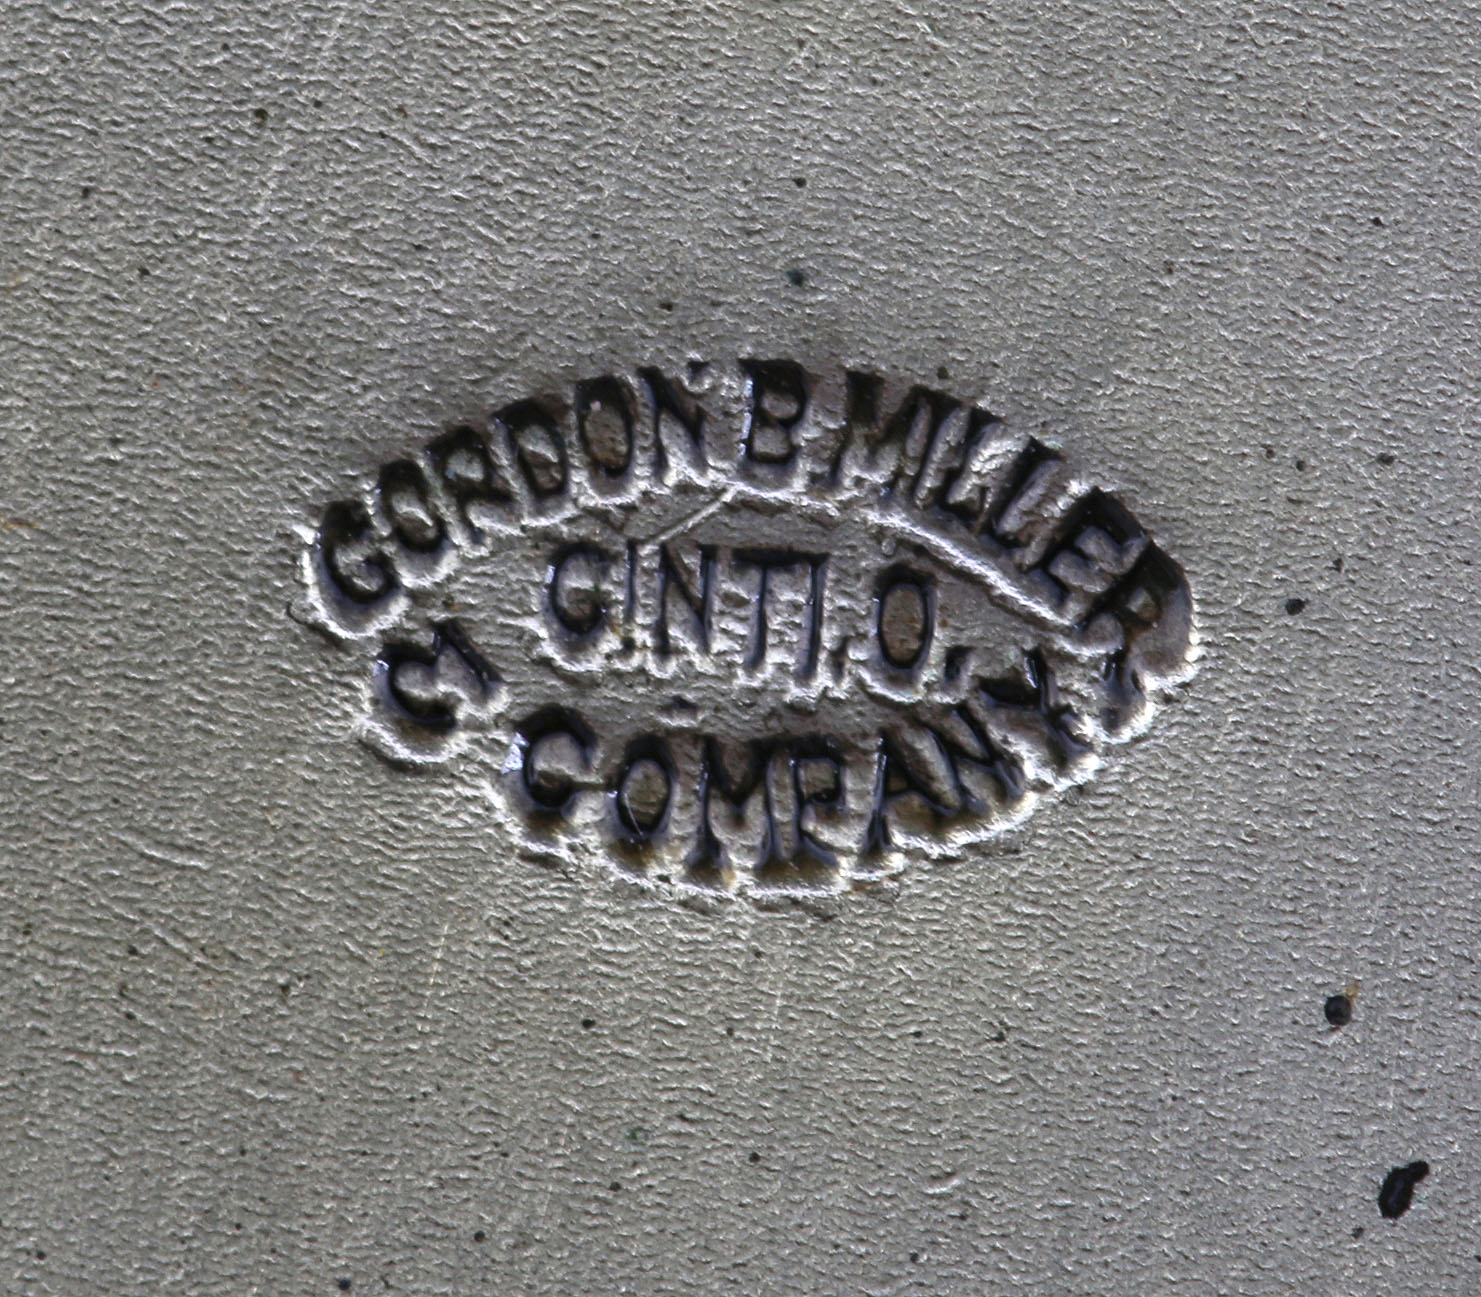 GORDON B. MILLER
CINTI, O.
& COMPANY